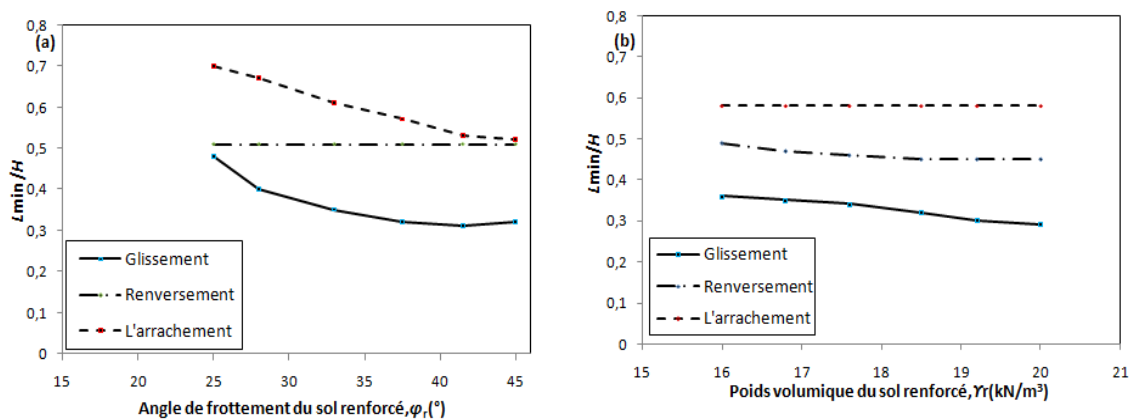 (a)
Lmin/H
0,8
0,7
0,6
0,5
0,4
0,3
0,2
0,1
0
Glissement
Renversement
L'arrachement
15 20 25 30 35 40 45
Angle de frottement du sol renforcé,φr(°)
(b)
Lmin/H
0,8
0,7
0,6
0,5
0,4
0,3
0,2
0,1
0
Glissement
Renversement
L'arrachement
15 16 17 18 19 20 21
Poids volumique du sol renforcé,ϒr(kN/m³)